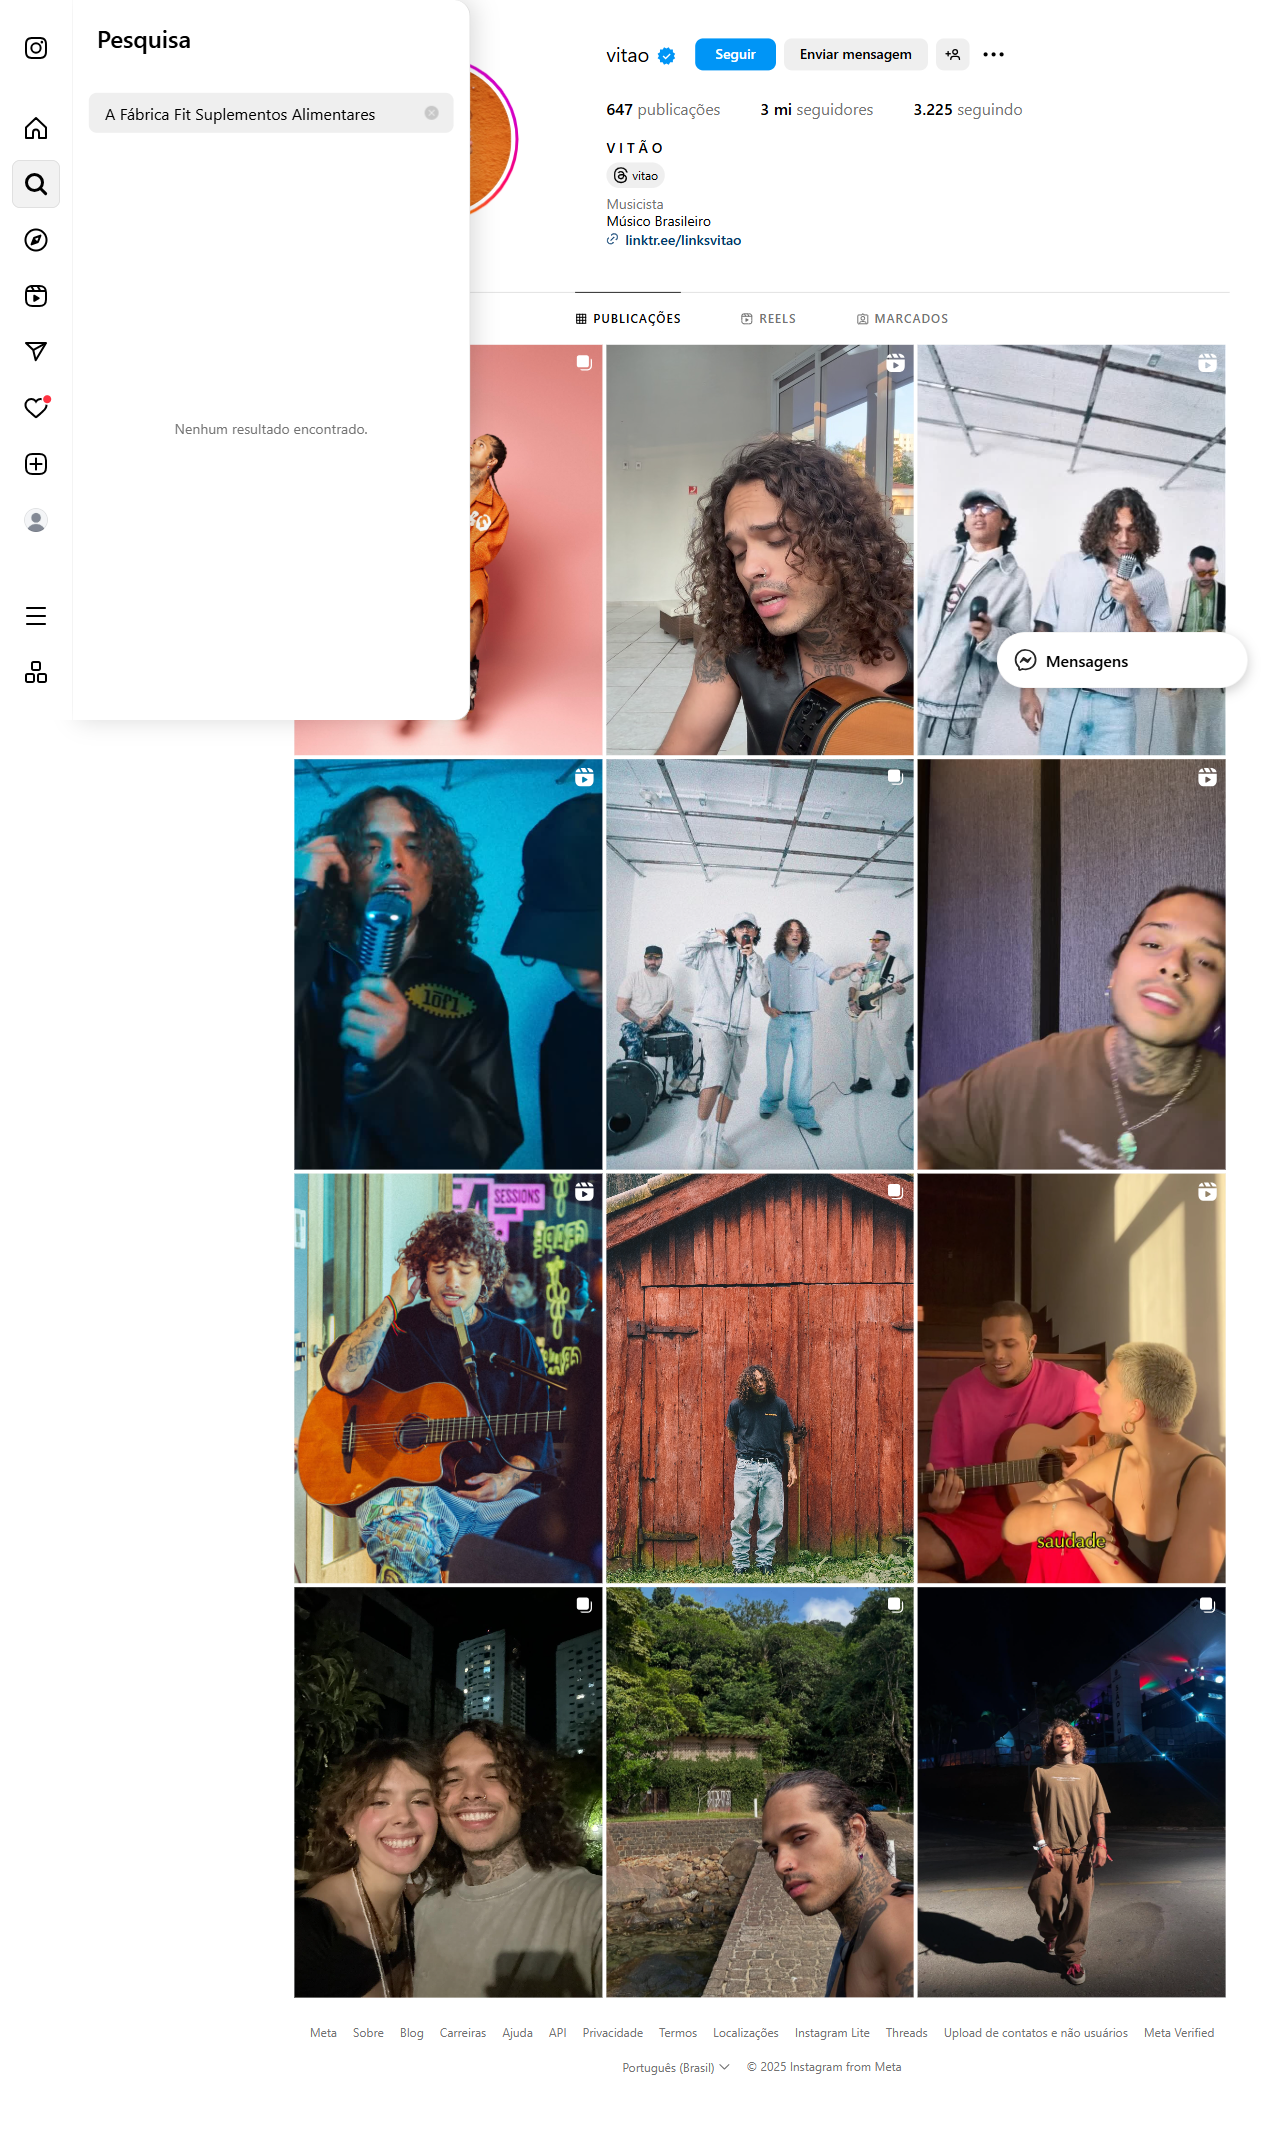 Pesquisa
A Fábrica Fit Suplementos Alimentares
Nenhum resultado encontrado.
vitao Seguir Enviar mensagem
647 publicações 3 mi seguidores 3.225 seguindo
V I T Ã O
vitao
Musicista
Músico Brasileiro
linktr.ee/linksvitao
PUBLICAÇÕES REELS MARCADOS
Mensagens
lofi
SESSIONS
saudade
Meta Sobre Blog Carreiras Ajuda API Privacidade Termos Localizações Instagram Lite Threads Upload de contatos e não usuários Meta Verified
Português (Brasil) © 2025 Instagram from Meta